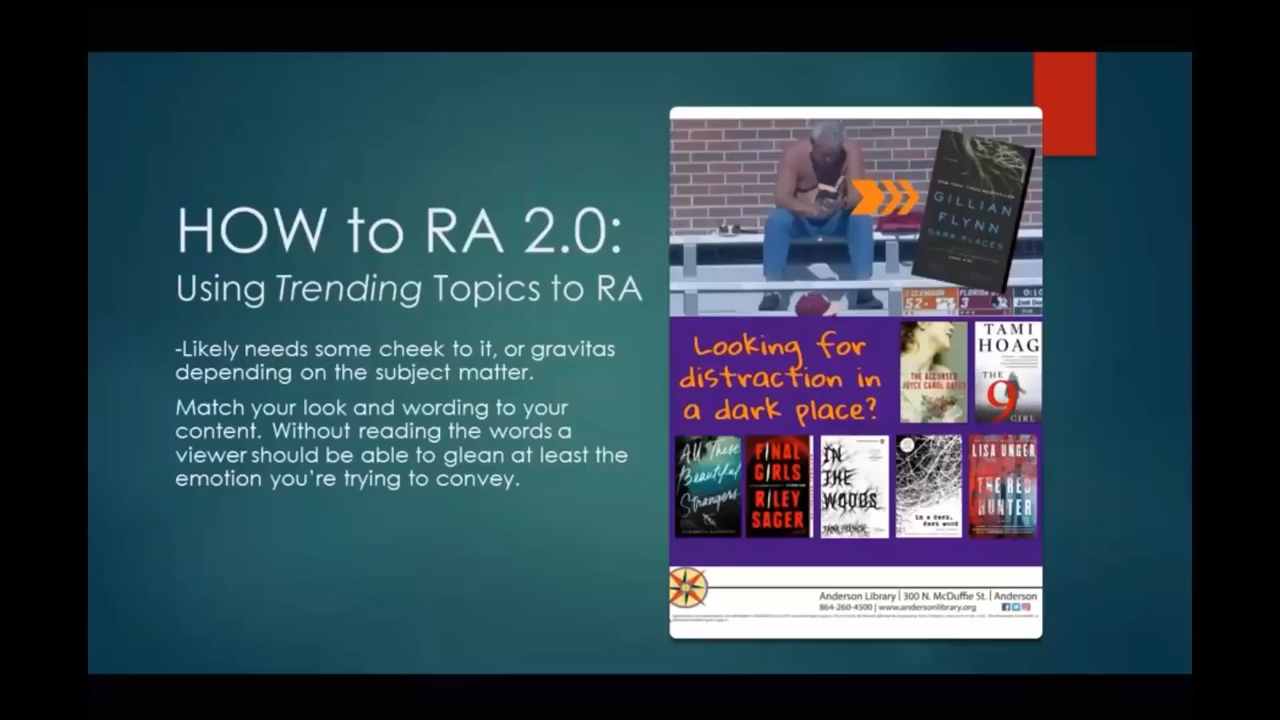 HOW to RA 2.0:
Using Trending Topics to RA
-Likely needs some cheek to it, or gravitas
depending on the subject matter.
Match your look and wording to your
content. Without reading the words a
viewer should be able to glean at least the
emotion you're trying to convey.
GILLIAN
FLYNN
DARK PLACES
CLEMSON
52
FLORIDA
3
Looking for
distraction in
a dark place?
THE ACCURSED
JOYCE CAROL OATES
TAMI
HOAG
THE
9
GIRL
All These
Beautiful
Strangers
FINAL
GIRLS
RILEY
SAGER
IN
THE
WOODS
TANA FRENCH
in a dark,
dark wood
LISA UNGER
THE RED
HUNTER
Anderson Library | 300 N. McDuffie St. | Anderson
864-260-4500 | www.andersonlibrary.org